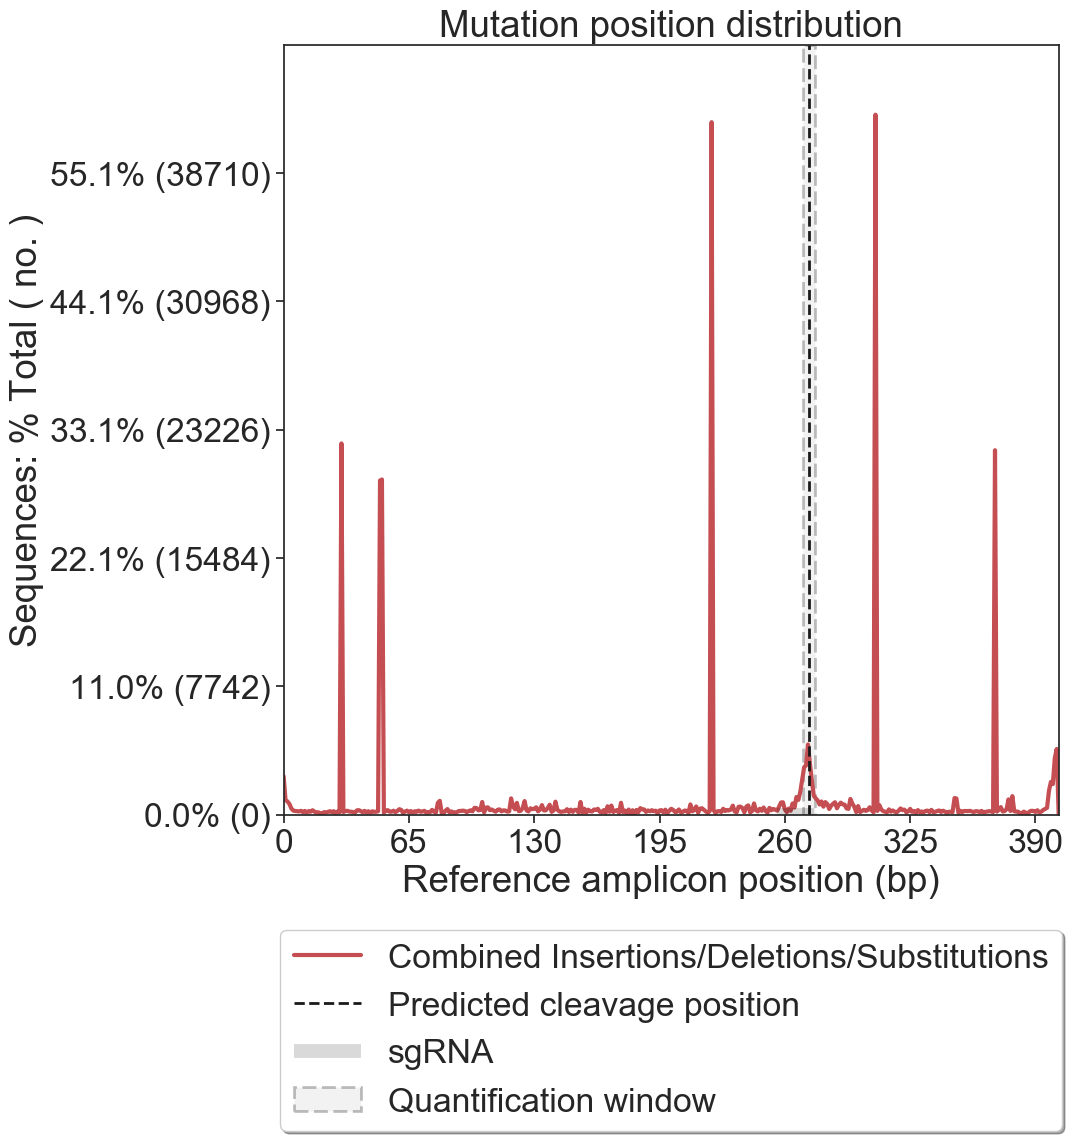 Mutation position distribution
Sequences: % Total ( no. )
55.1% (38710)
44.1% (30968)
33.1% (23226)
22.1% (15484)
11.0% (7742)
0.0% (0)
0 65 130 195 260 325 390
Reference amplicon position (bp)
Combined Insertions/Deletions/Substitutions
Predicted cleavage position
sgRNA
Quantification window